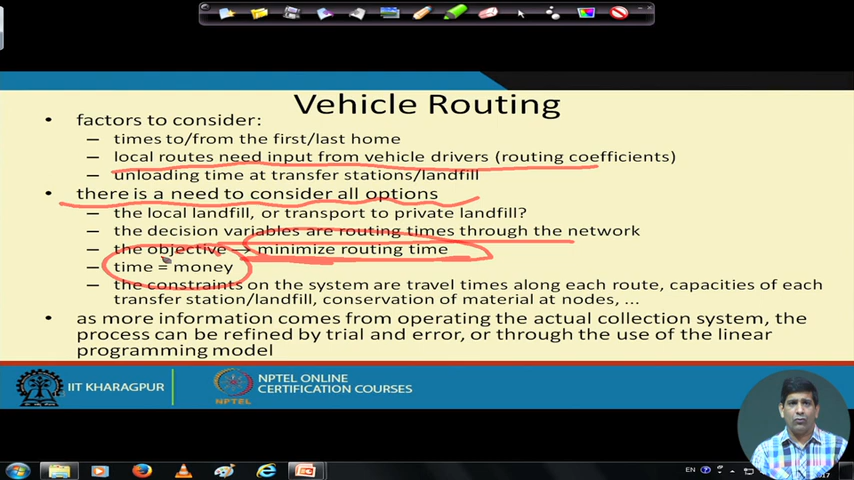 Vehicle Routing
• factors to consider:
– times to/from the first/last home
– local routes need input from vehicle drivers (routing coefficients)
– unloading time at transfer stations/landfill
• there is a need to consider all options
– the local landfill, or transport to private landfill?
– the decision variables are routing times through the network
– the objective → minimize routing time
– time = money
– the constraints on the system are travel times along each route, capacities of each
transfer station/landfill, conservation of material at nodes, ...
• as more information comes from operating the actual collection system, the
process can be refined by trial and error, or through the use of the linear
programming model
IIT KHARAGPUR
NPTEL
NPTEL ONLINE
CERTIFICATION COURSES
EN